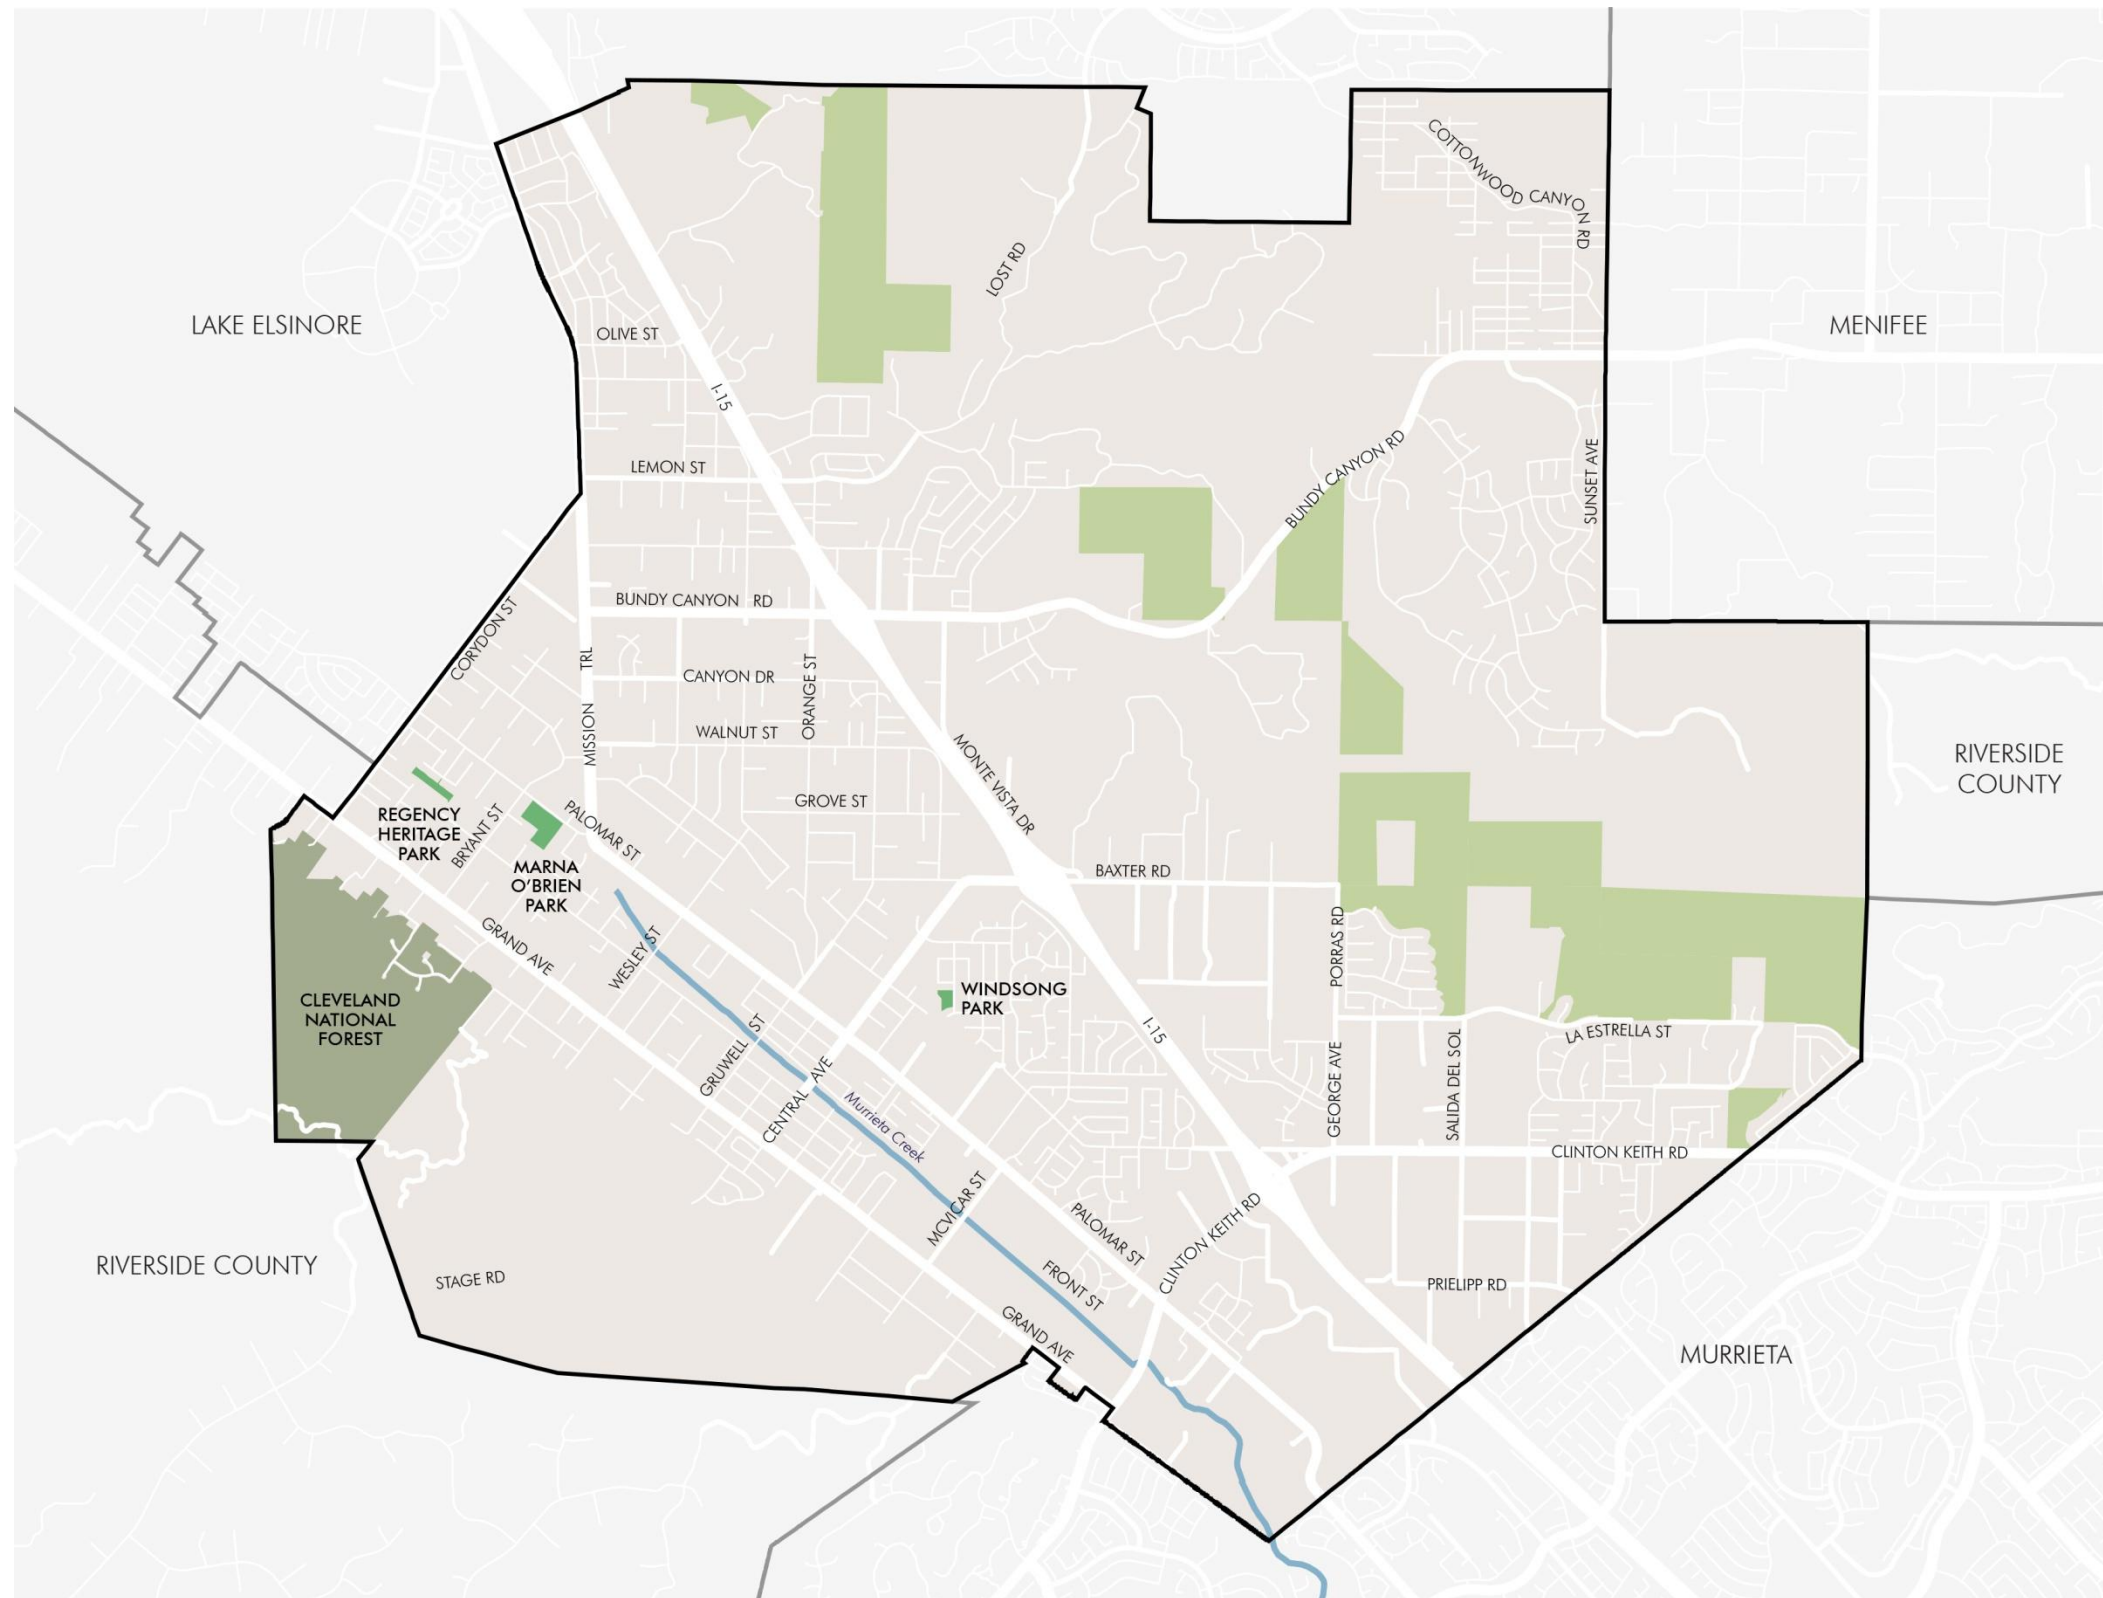 COTTONWOOD CANYON RD
LOST RD
LAKE ELSINORE
OLIVE ST
MENIFEE
I-15
LEMON ST
BUNDY CANYON RD
SUNSET AVE
BUNDY CANYON RD
CORYDON ST
MISSION TRL
CANYON DR
ORANGE ST
WALNUT ST
MONTE VISTA DR
RIVERSIDE
COUNTY
GROVE ST
REGENCY
HERITAGE
PARK
BRYANT ST
PALOMAR ST
MARNA
O'BRIEN
PARK
BAXTER RD
GRAND AVE
WESLEY ST
PORRAS RD
CLEVELAND
NATIONAL
FOREST
WINDSONG
PARK
I-15
GRUWELL ST
LA ESTRELLA ST
CENTRAL AVE
GEORGE AVE
SALIDA DEL SOL
Murrieta Creek
CLINTON KEITH RD
MCVICAR ST
PALOMAR ST
CLINTON KEITH RD
RIVERSIDE COUNTY
STAGE RD
FRONT ST
PRIELIPP RD
GRAND AVE
MURRIETA